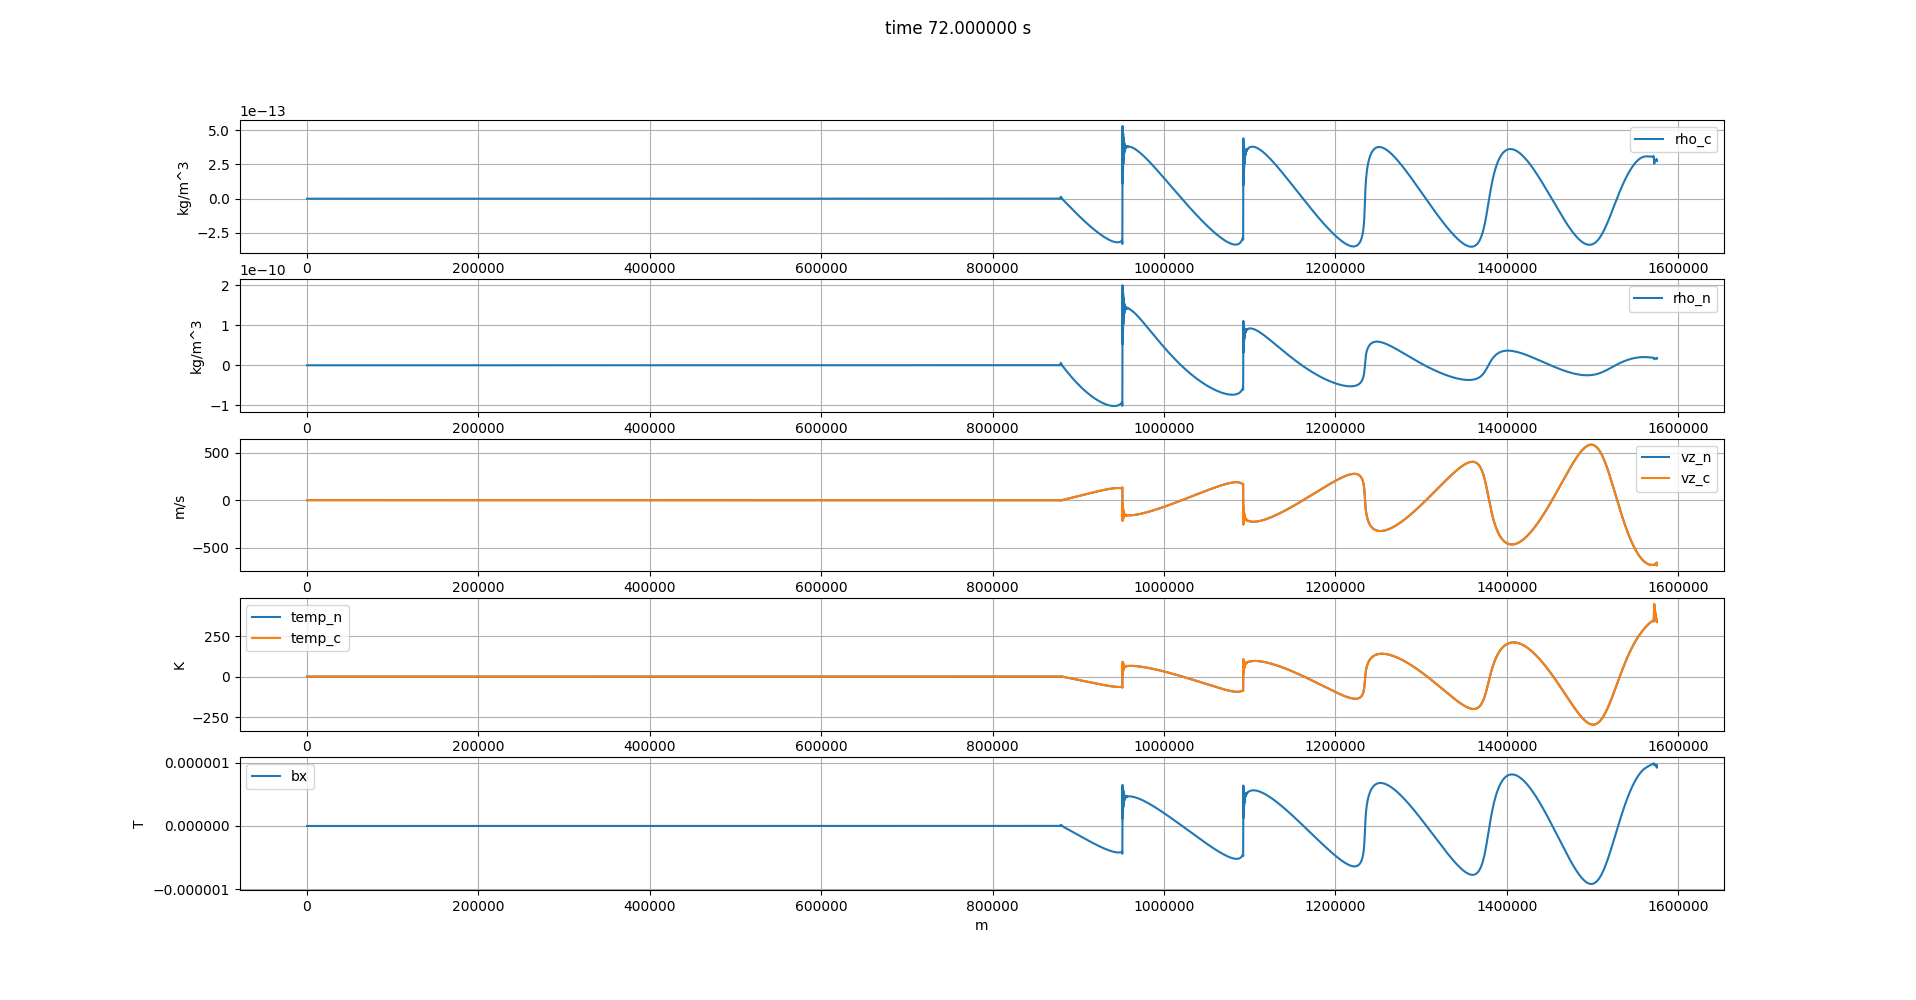 time 72.000000 s
1e−13
5.0
2.5
0.0
−2.5
kg/m^3
rho_c
0 200000 400000 600000 800000 1000000 1200000 1400000 1600000
1e−10
2
1
0
−1
kg/m^3
rho_n
0 200000 400000 600000 800000 1000000 1200000 1400000 1600000
500
0
−500
m/s
vz_n
vz_c
0 200000 400000 600000 800000 1000000 1200000 1400000 1600000
250
0
−250
K
temp_n
temp_c
0 200000 400000 600000 800000 1000000 1200000 1400000 1600000
0.000001
0.000000
−0.000001
T
bx
0 200000 400000 600000 800000 1000000 1200000 1400000 1600000
m